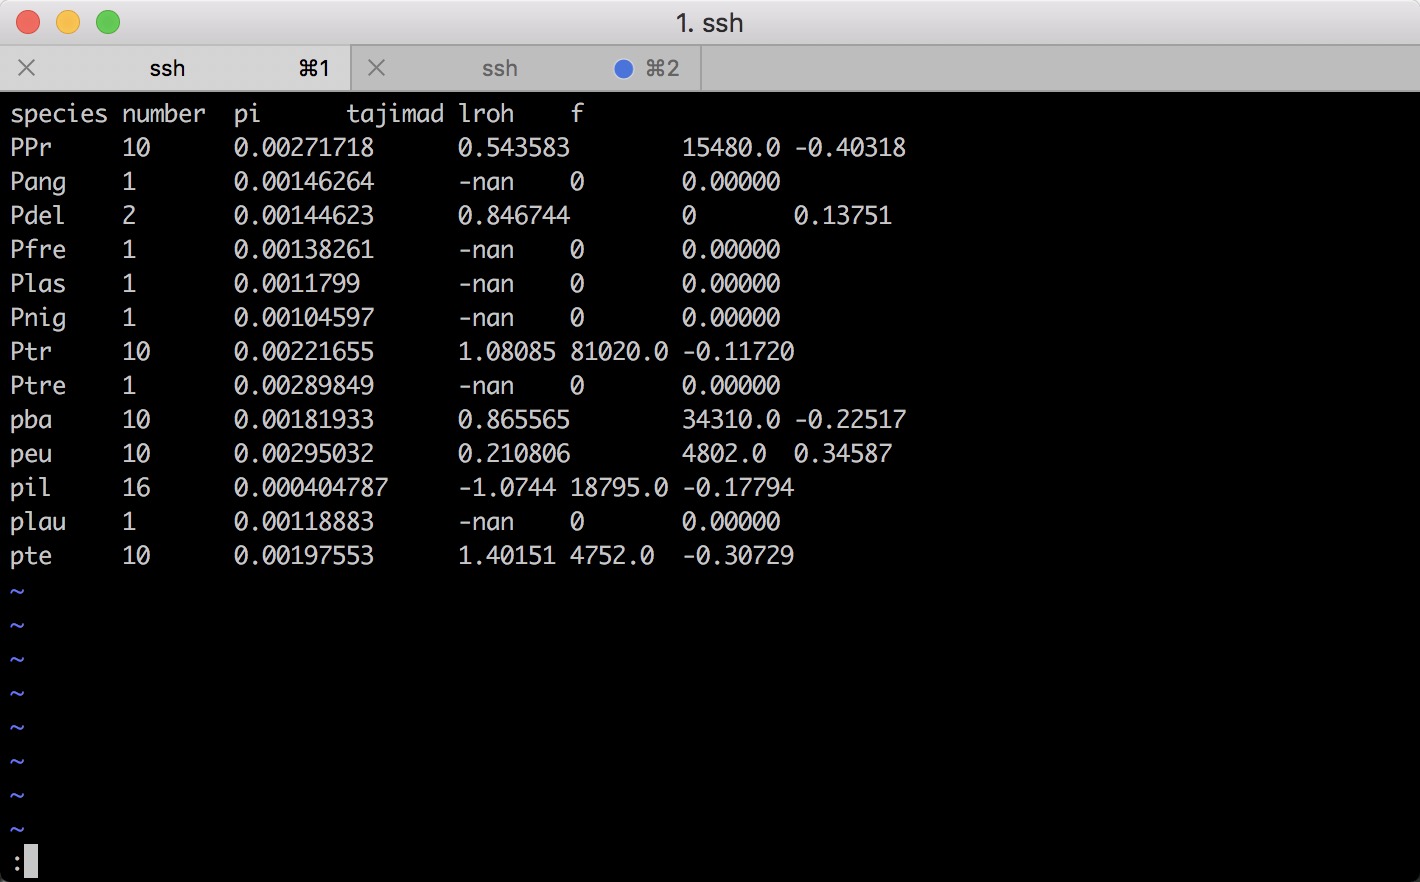 1. ssh
ssh ⌘1 ssh ⌘2
species number pi tajimad lroh f
PPr 10 0.00271718 0.543583 15480.0 -0.40318
Pang 1 0.00146264 -nan 0 0.00000
Pdel 2 0.00144623 0.846744 0 0.13751
Pfre 1 0.00138261 -nan 0 0.00000
Plas 1 0.0011799 -nan 0 0.00000
Pnig 1 0.00104597 -nan 0 0.00000
Ptr 10 0.00221655 1.08085 81020.0 -0.11720
Ptre 1 0.00289849 -nan 0 0.00000
pba 10 0.00181933 0.865565 34310.0 -0.22517
peu 10 0.00295032 0.210806 4802.0 0.34587
pil 16 0.000404787 -1.0744 18795.0 -0.17794
plau 1 0.00118883 -nan 0 0.00000
pte 10 0.00197553 1.40151 4752.0 -0.30729
~
~
~
~
~
~
~
~
: